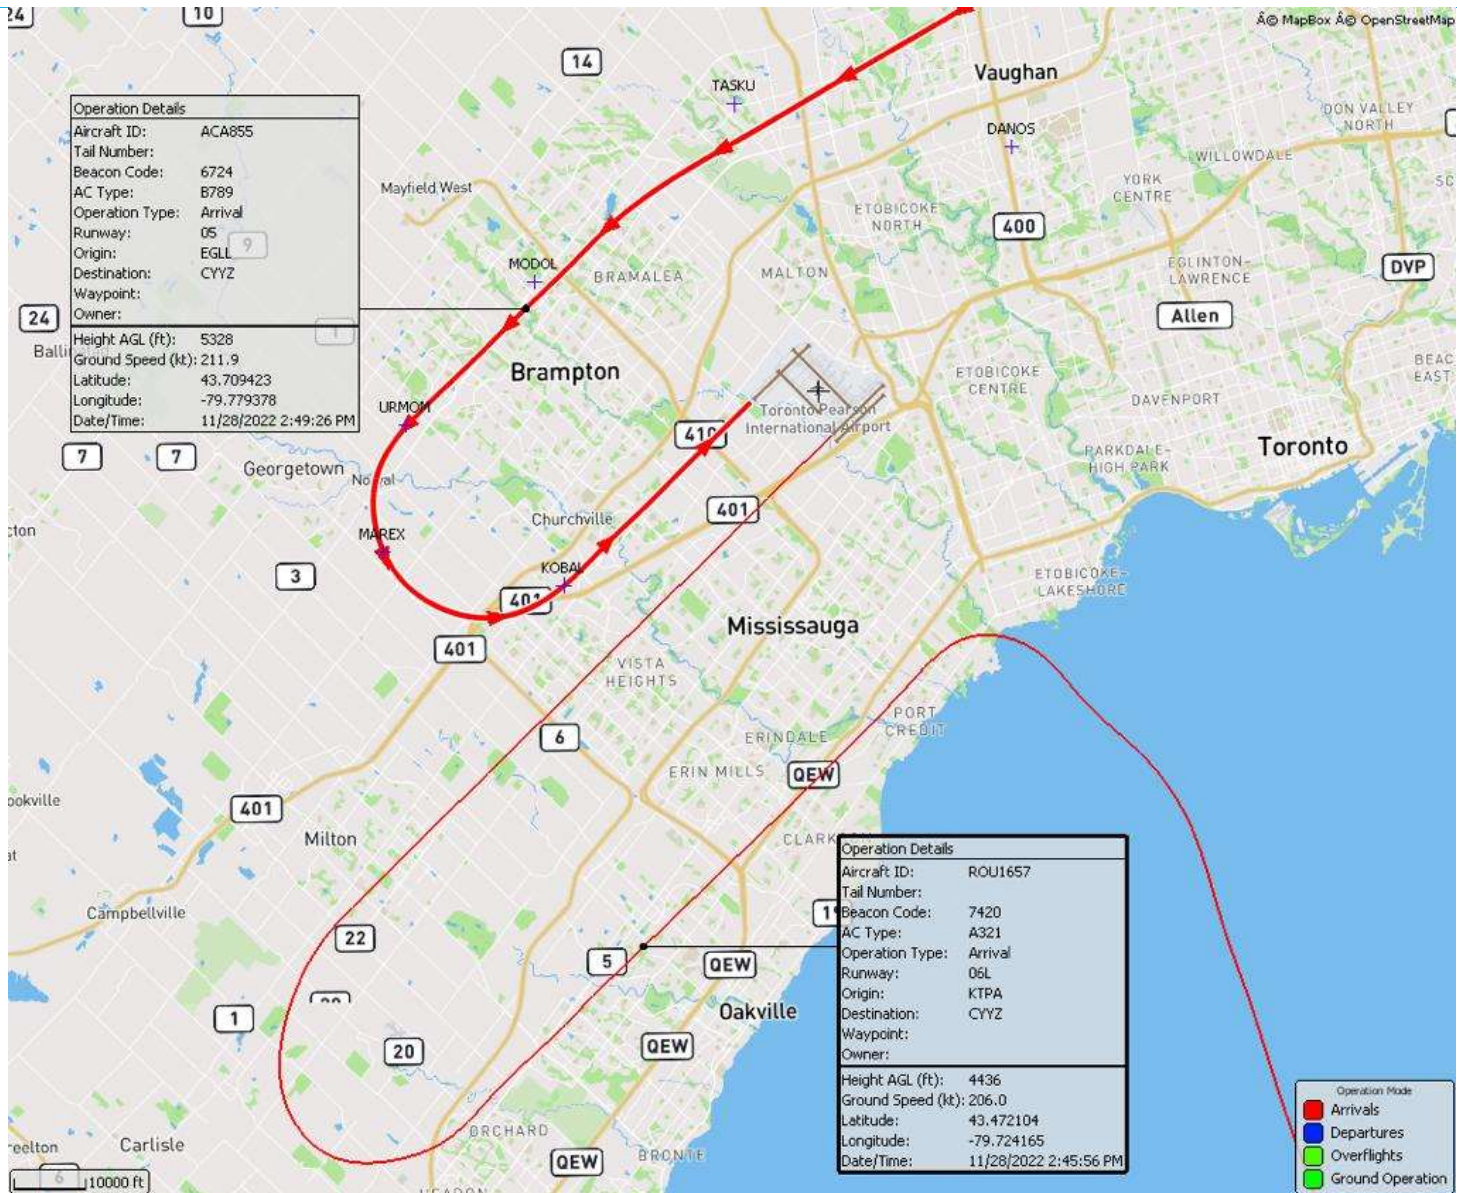 24
10
Â© MapBox Â© OpenStreetMap
14
Vaughan
TASKU
DON VALLEY
NORTH
DANOS
WILLOWDALE
Operation Details
Aircraft ID: ACA855
Tail Number:
Beacon Code: 6724
AC Type: B789
Operation Type: Arrival
Runway: 05
Origin: EGLL
Destination: CYYZ
Waypoint:
Owner:
Height AGL (ft): 5328
Ground Speed (kt): 211.9
Latitude: 43.709423
Longitude: -79.779378
Date/Time: 11/28/2022 2:49:26 PM
9
Mayfield West
YORK
CENTRE
ETOBICOKE
NORTH
400
MODOL
BRAMALEA
MALTON
EGLINTON-
LAWRENCE
DVP
24
Allen
Brampton
ETOBICOKE
CENTRE
BEAC
EAST
DAVENPORT
URMOM
Toronto Pearson
International Airport
410
Toronto
PARKDALE-
HIGH PARK
7
7
Georgetown
401
Churchville
MAREX
3
KOBAL
401
ETOBICOKE-
LAKESHORE
Mississauga
401
VISTA
HEIGHTS
PORT
CREDIT
6
ERINDALE
ERIN MILLS
QEW
401
Milton
Campbellville
22
5
QEW
Oakville
1
20
QEW
Operation Details
Aircraft ID: ROU1657
Tail Number:
Beacon Code: 7420
AC Type: A321
Operation Type: Arrival
Runway: 06L
Origin: KTPA
Destination: CYYZ
Waypoint:
Owner:
Height AGL (ft): 4436
Ground Speed (kt): 206.0
Latitude: 43.472104
Longitude: -79.724165
Date/Time: 11/28/2022 2:45:56 PM
Carlisle
ORCHARD
BRONTE
QEW
6
10000 ft
Operation Mode
Arrivals
Departures
Overflights
Ground Operation